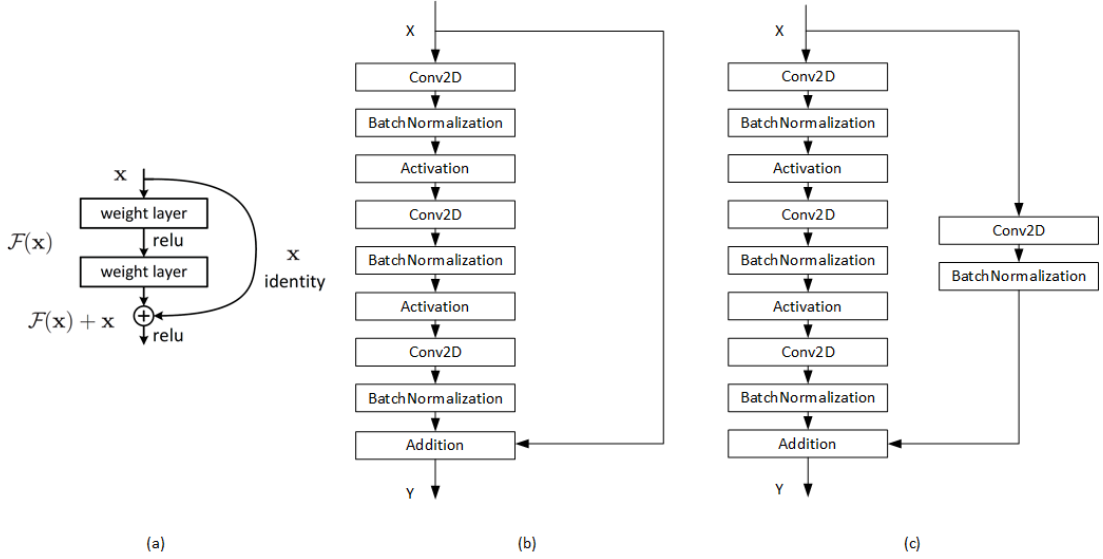 x
weight layer
F(x)
relu
weight layer
x
identity
F(x) + x
+
relu
(a)
X
Conv2D
BatchNormalization
Activation
Conv2D
BatchNormalization
Activation
Conv2D
BatchNormalization
Addition
Y
(b)
X
Conv2D
BatchNormalization
Activation
Conv2D
BatchNormalization
Activation
Conv2D
BatchNormalization
Addition
Y
Conv2D
BatchNormalization
(c)